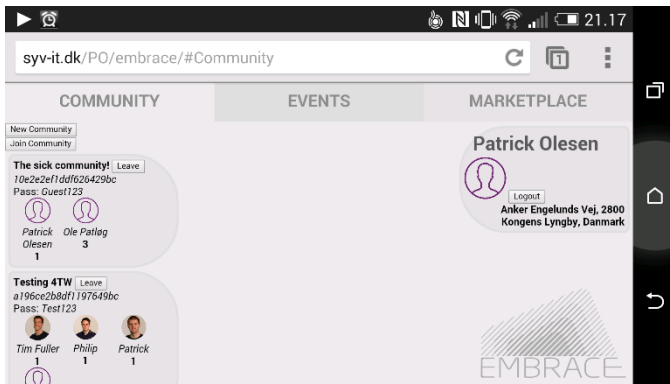 21.17
syv-it.dk/PO/embrace/#Community
1
COMMUNITY
EVENTS
MARKETPLACE
New Community
Join Community
The sick community! Leave
10e2e2ef1ddf626429bc
Pass: Guest123
Patrick Olesen
1
Ole Patløg
3
Testing 4TW Leave
a196ce2b8df1197649bc
Pass: Test123
Tim Fuller
1
Philip
1
Patrick
1
Patrick Olesen
Logout
Anker Engelunds Vej, 2800
Kongens Lyngby, Danmark
EMBRACE